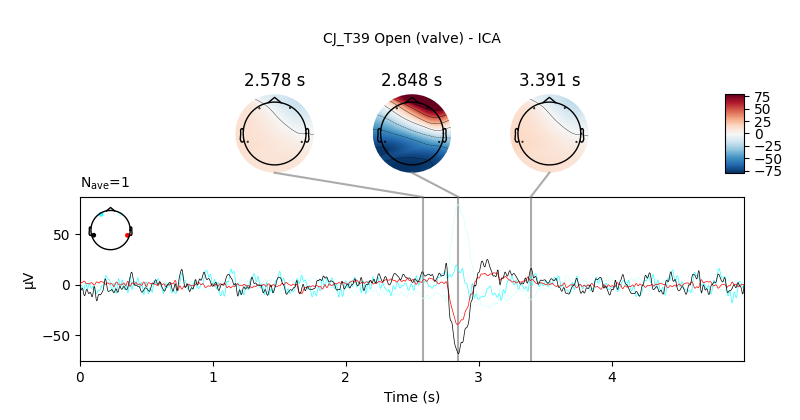 CJ_T39 Open (valve) - ICA
2.578 s
2.848 s
3.391 s
75
50
25
0
−25
−50
−75
Nave=1
50
0
−50
µV
0
1
2
3
4
Time (s)